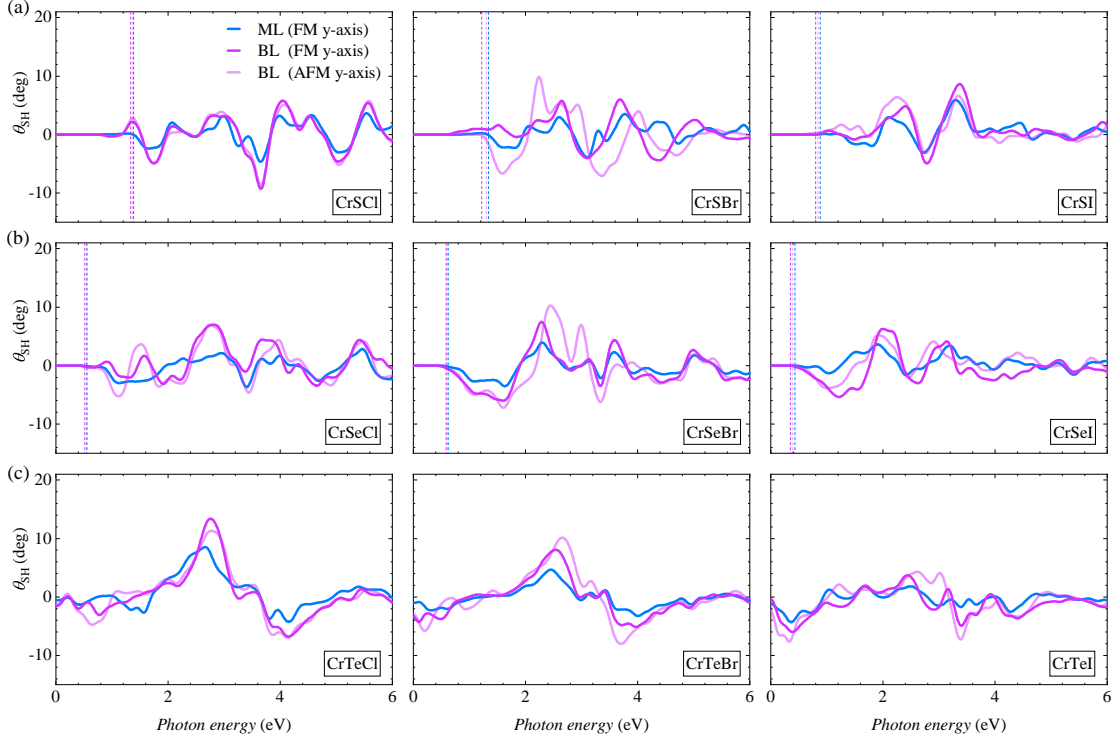 (a)
20
10
0
-10
θSH (deg)
ML (FM y-axis)
BL (FM y-axis)
BL (AFM y-axis)
CrSCl
CrSBr
CrSI
(b)
20
10
0
-10
θSH (deg)
CrSeCl
CrSeBr
CrSeI
(c)
20
10
0
-10
θSH (deg)
CrTeCl
CrTeBr
CrTeI
0 2 4 6 0 2 4 6 0 2 4 6
Photon energy (eV) Photon energy (eV) Photon energy (eV)